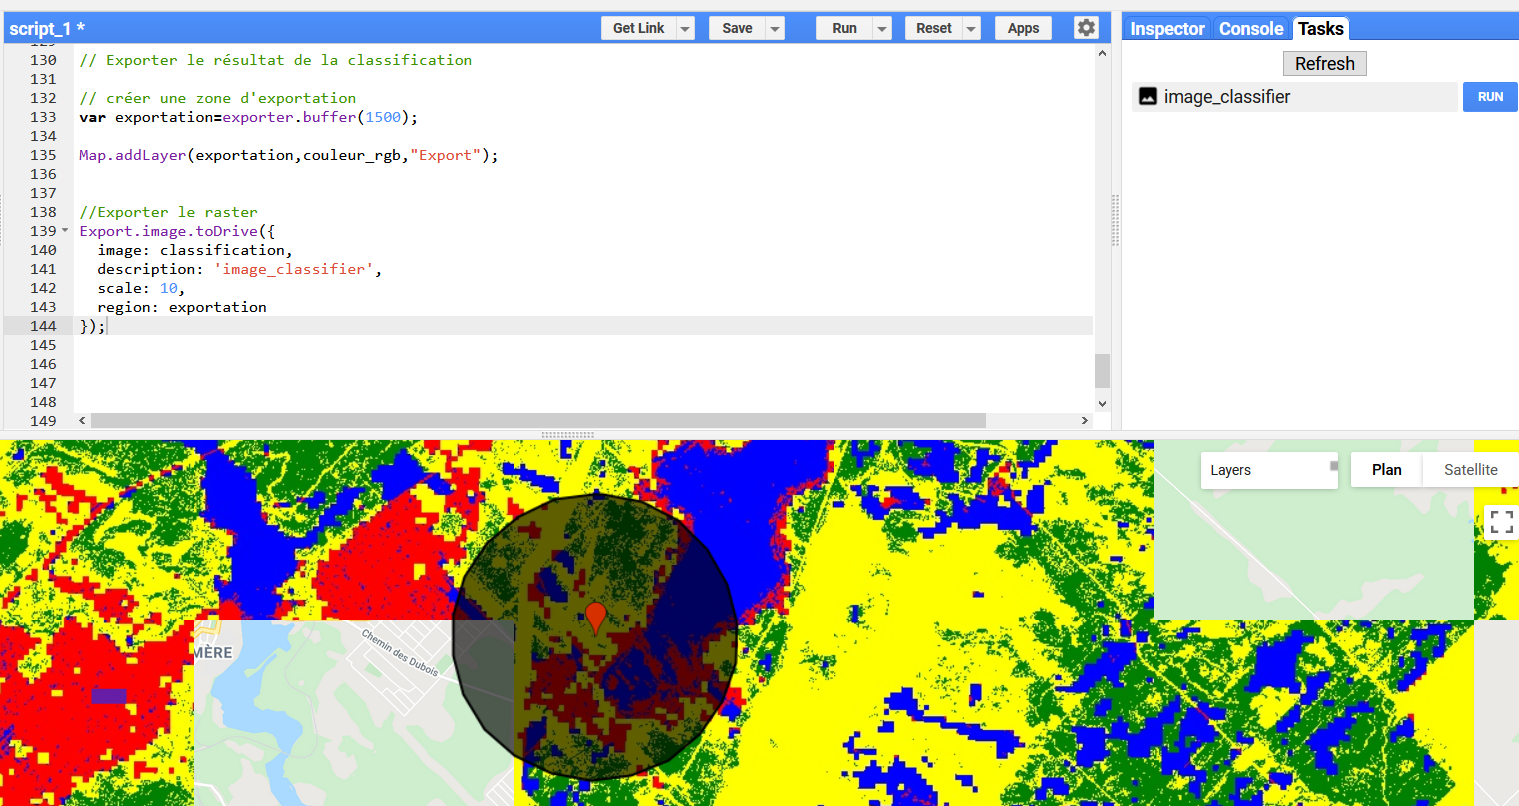 script_1 *
Get Link
Save
Run
Reset
Apps
Inspector
Console
Tasks
Refresh
image_classifier
RUN
129
130 // Exporter le résultat de la classification
131
132 // créer une zone d'exportation
133 var exportation=exporter.buffer(1500);
134
135 Map.addLayer(exportation,couleur_rgb,"Export");
136
137
138 //Exporter le raster
139 Export.image.toDrive({
140 image: classification,
141 description: 'image_classifier',
142 scale: 10,
143 region: exportation
144 });
145
146
147
148
149
Layers
Plan
Satellite
MÈRE
Chemin des Dubois